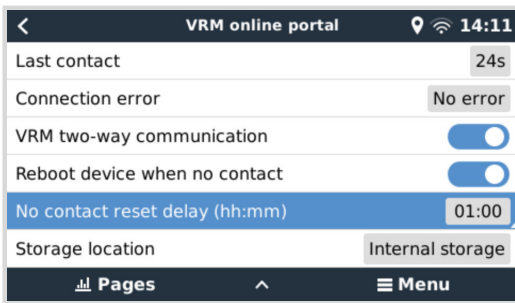 VRM online portal 14:11
Last contact 24s
Connection error No error
VRM two-way communication
Reboot device when no contact
No contact reset delay (hh:mm) 01:00
Storage location Internal storage
Pages Menu